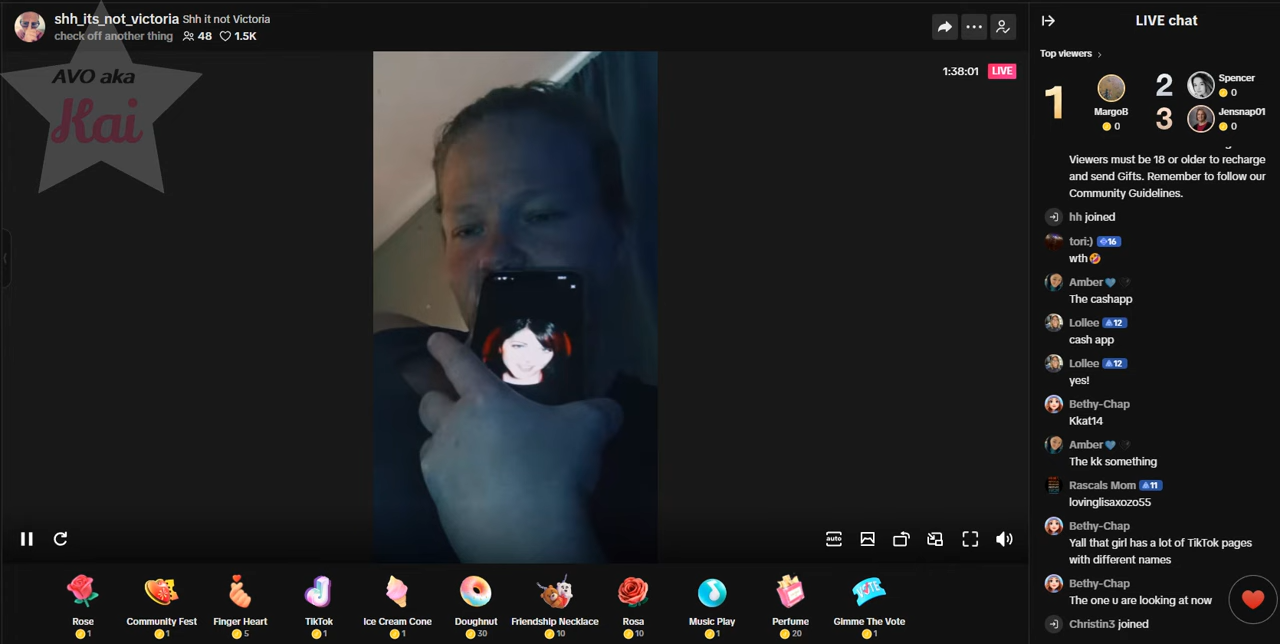 shh_its_not_victoria Shh it not Victoria
check off another thing 48 1.5K
AVO aka
Kai
1:38:01 LIVE
LIVE chat
Top viewers >
1
MargoB
0
2
Spencer
0
3
Jensnap01
0
Viewers must be 18 or older to recharge
and send Gifts. Remember to follow our
Community Guidelines.
hh joined
tori:) 16
wth🤣
Amber💙
The cashapp
Lollee 12
cash app
Lollee 12
yes!
Bethy-Chap
Kkat14
Amber💙
The kk something
Rascals Mom 11
lovinglisaxozo55
Bethy-Chap
Yall that girl has a lot of TikTok pages
with different names
Bethy-Chap
The one u are looking at now
Christin3 joined
auto
Rose
1
Community Fest
1
Finger Heart
5
TikTok
1
Ice Cream Cone
1
Doughnut
30
Friendship Necklace
10
Rosa
10
Music Play
1
Perfume
20
VOTE
GImme The Vote
1